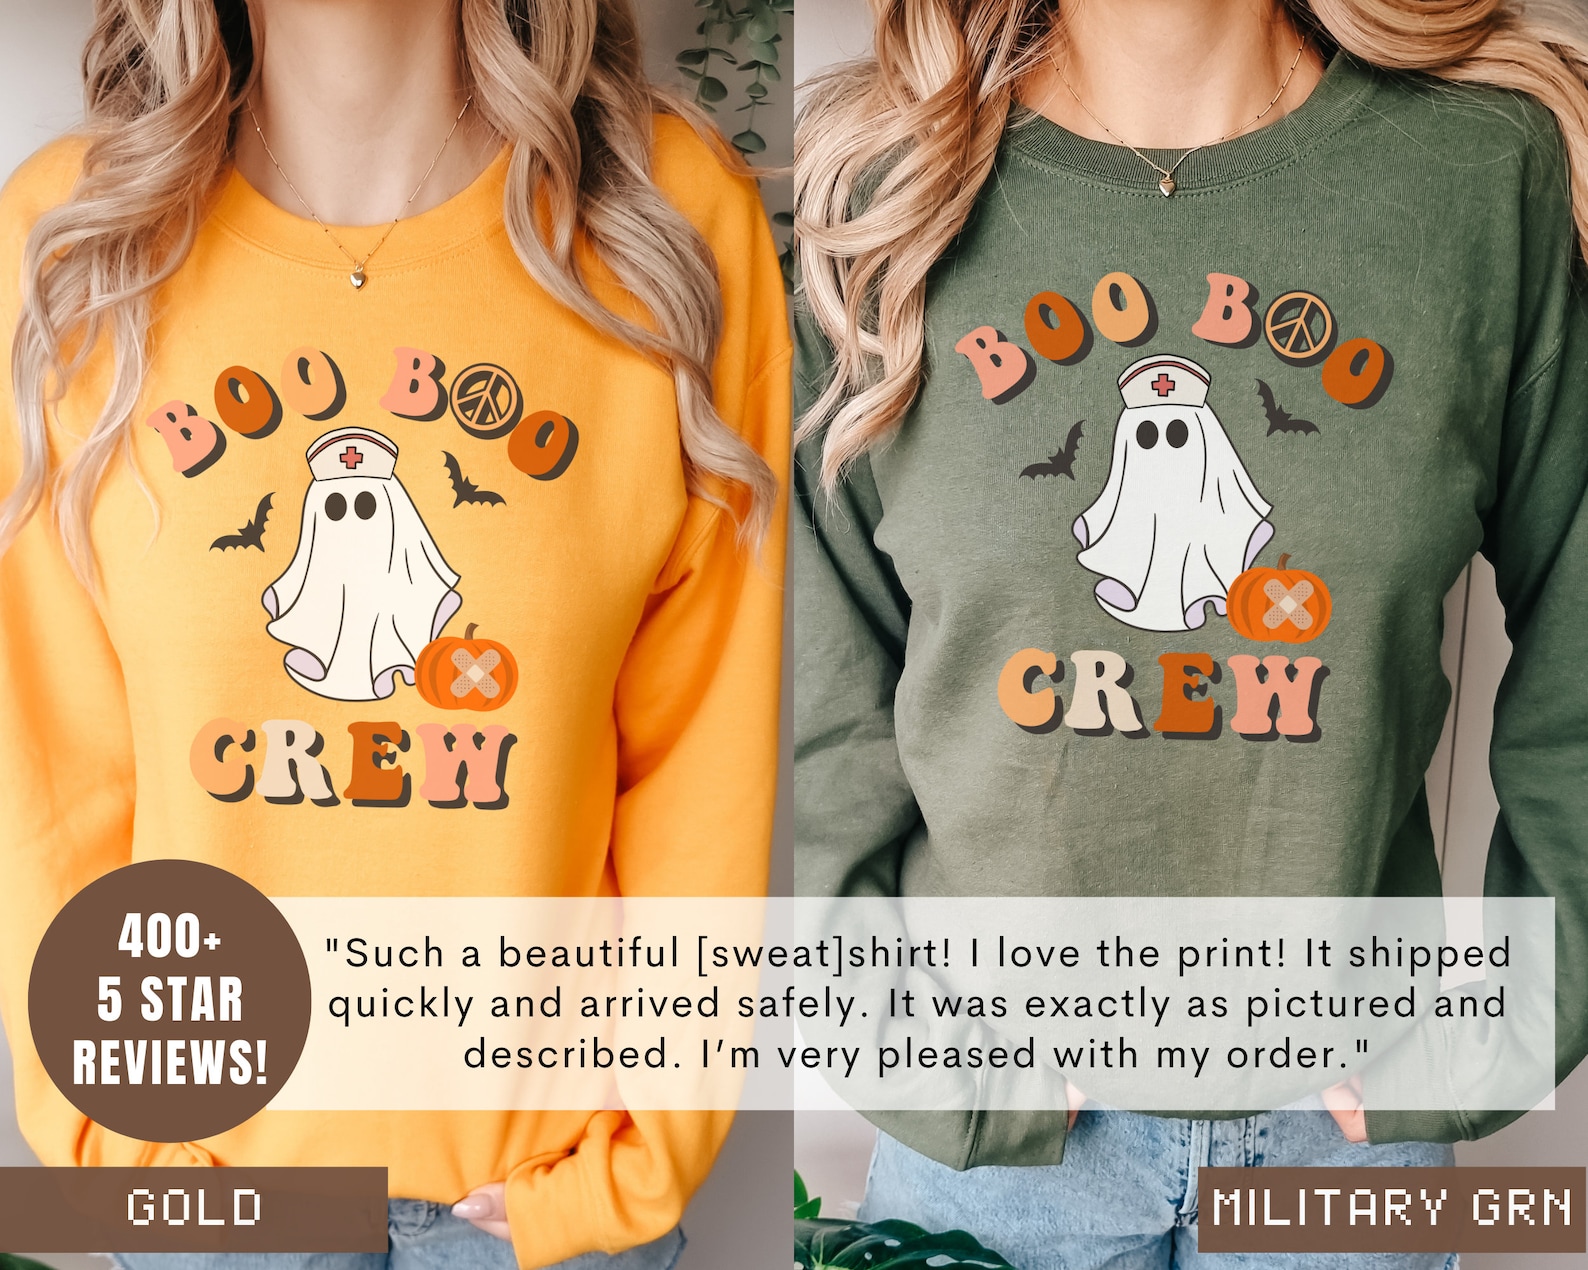 BOO BOO
CREW
BOO BOO
CREW
400+
5 STAR
REVIEWS!
"Such a beautiful [sweat]shirt! I love the print! It shipped
quickly and arrived safely. It was exactly as pictured and
described. I’m very pleased with my order."
GOLD
MILITARY GRN